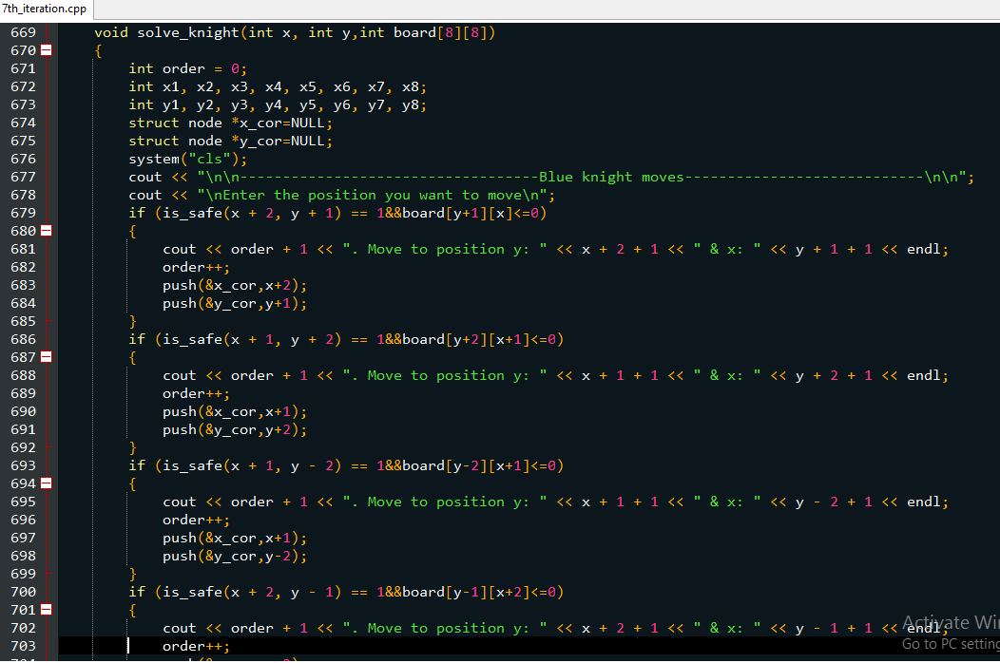 7th_iteration.cpp
669 void solve_knight(int x, int y,int board[8][8])
670 {
671 int order = 0;
672 int x1, x2, x3, x4, x5, x6, x7, x8;
673 int y1, y2, y3, y4, y5, y6, y7, y8;
674 struct node *x_cor=NULL;
675 struct node *y_cor=NULL;
676 system("cls");
677 cout << "\n\n-----------------------------------Blue knight moves----------------------------\n\n";
678 cout << "\nEnter the position you want to move\n";
679 if (is_safe(x + 2, y + 1) == 1&&board[y+1][x]<=0)
680 {
681 cout << order + 1 << ". Move to position y: " << x + 2 + 1 << " & x: " << y + 1 + 1 << endl;
682 order++;
683 push(&x_cor,x+2);
684 push(&y_cor,y+1);
685 }
686 if (is_safe(x + 1, y + 2) == 1&&board[y+2][x+1]<=0)
687 {
688 cout << order + 1 << ". Move to position y: " << x + 1 + 1 << " & x: " << y + 2 + 1 << endl;
689 order++;
690 push(&x_cor,x+1);
691 push(&y_cor,y+2);
692 }
693 if (is_safe(x + 1, y - 2) == 1&&board[y-2][x+1]<=0)
694 {
695 cout << order + 1 << ". Move to position y: " << x + 1 + 1 << " & x: " << y - 2 + 1 << endl;
696 order++;
697 push(&x_cor,x+1);
698 push(&y_cor,y-2);
699 }
700 if (is_safe(x + 2, y - 1) == 1&&board[y-1][x+2]<=0)
701 {
702 cout << order + 1 << ". Move to position y: " << x + 2 + 1 << " & x: " << y - 1 + 1 << endl;
703 order++;
Activate Win
Go to PC setting